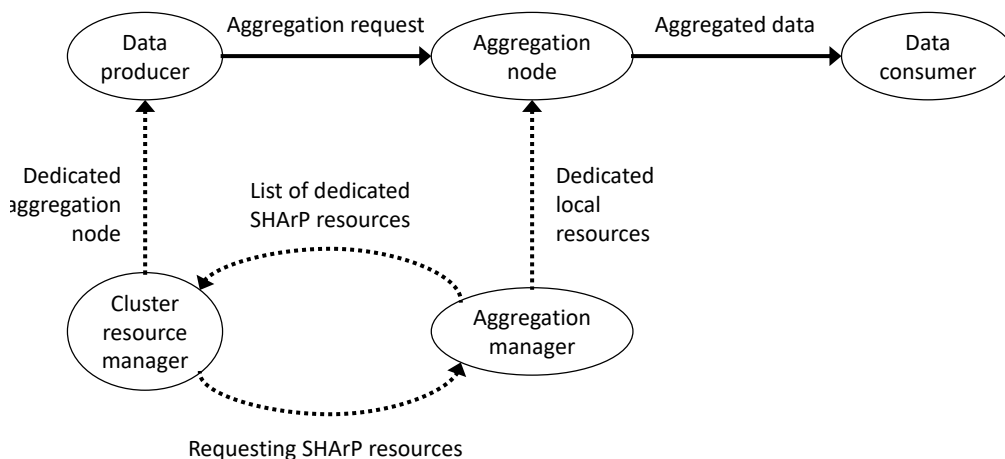 Aggregation request
Aggregated data
Data
producer
Aggregation
node
Data
consumer
Dedicated
aggregation
node
List of dedicated
SHArP resources
Dedicated
local
resources
Cluster
resource
manager
Aggregation
manager
Requesting SHArP resources